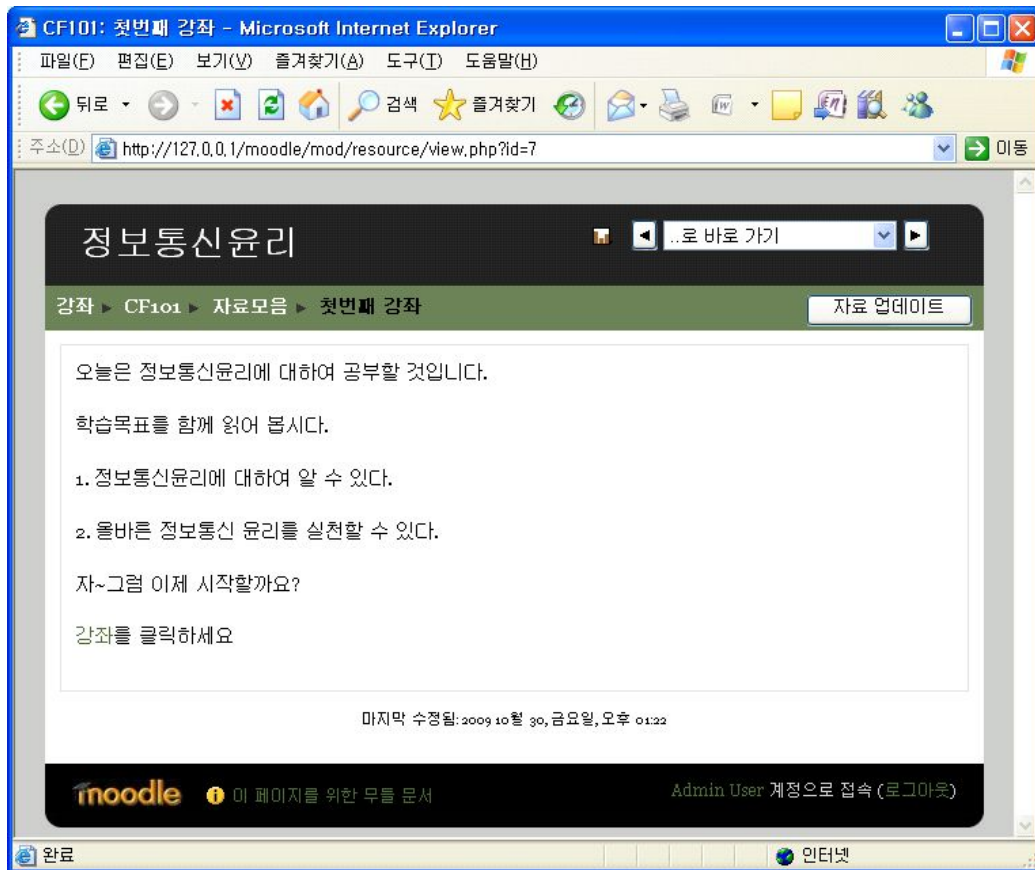 CF101: 첫번째 강좌 - Microsoft Internet Explorer
파일(F) 편집(E) 보기(V) 즐겨찾기(A) 도구(T) 도움말(H)
뒤로 검색 즐겨찾기
주소(D) http://127.0.0.1/moodle/mod/resource/view.php?id=7 이동
정보통신윤리 ..로 바로 가기
강좌 ► CF101 ► 자료모음 ► 첫번째 강좌 자료 업데이트
오늘은 정보통신윤리에 대하여 공부할 것입니다.
학습목표를 함께 읽어 봅시다.
1. 정보통신윤리에 대하여 알 수 있다.
2. 올바른 정보통신 윤리를 실천할 수 있다.
자~그럼 이제 시작할까요?
강좌를 클릭하세요
마지막 수정됨: 2009 10월 30, 금요일, 오후 01:22
moodle 이 페이지를 위한 무들 문서 Admin User 계정으로 접속 (로그아웃)
완료 인터넷